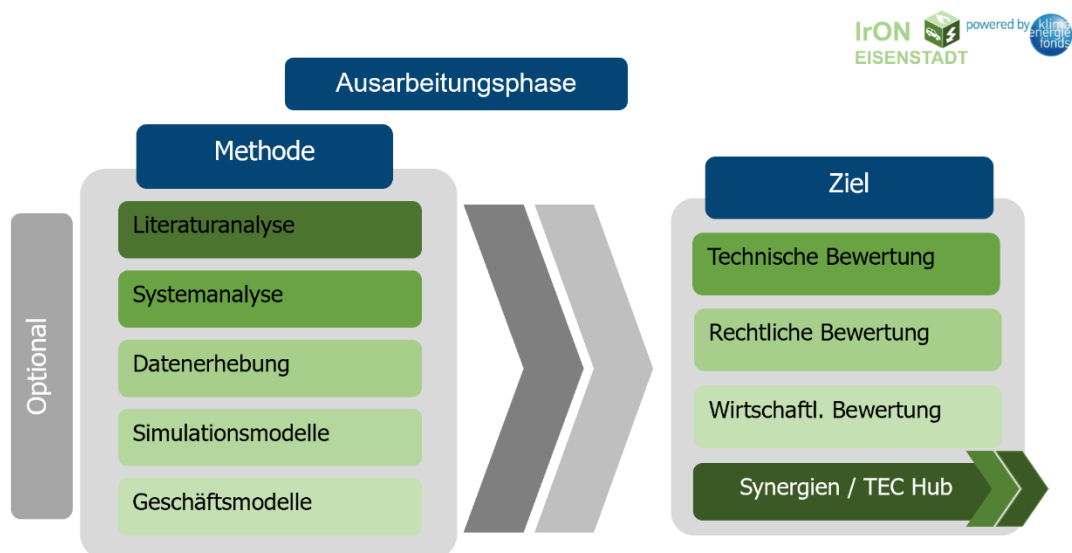 IrON
EISENSTADT
powered by
klima
energie
fonds
Ausarbeitungsphase
Methode
Optional
Literaturanalyse
Systemanalyse
Datenerhebung
Simulationsmodelle
Geschäftsmodelle
Ziel
Technische Bewertung
Rechtliche Bewertung
Wirtschaftl. Bewertung
Synergien / TEC Hub